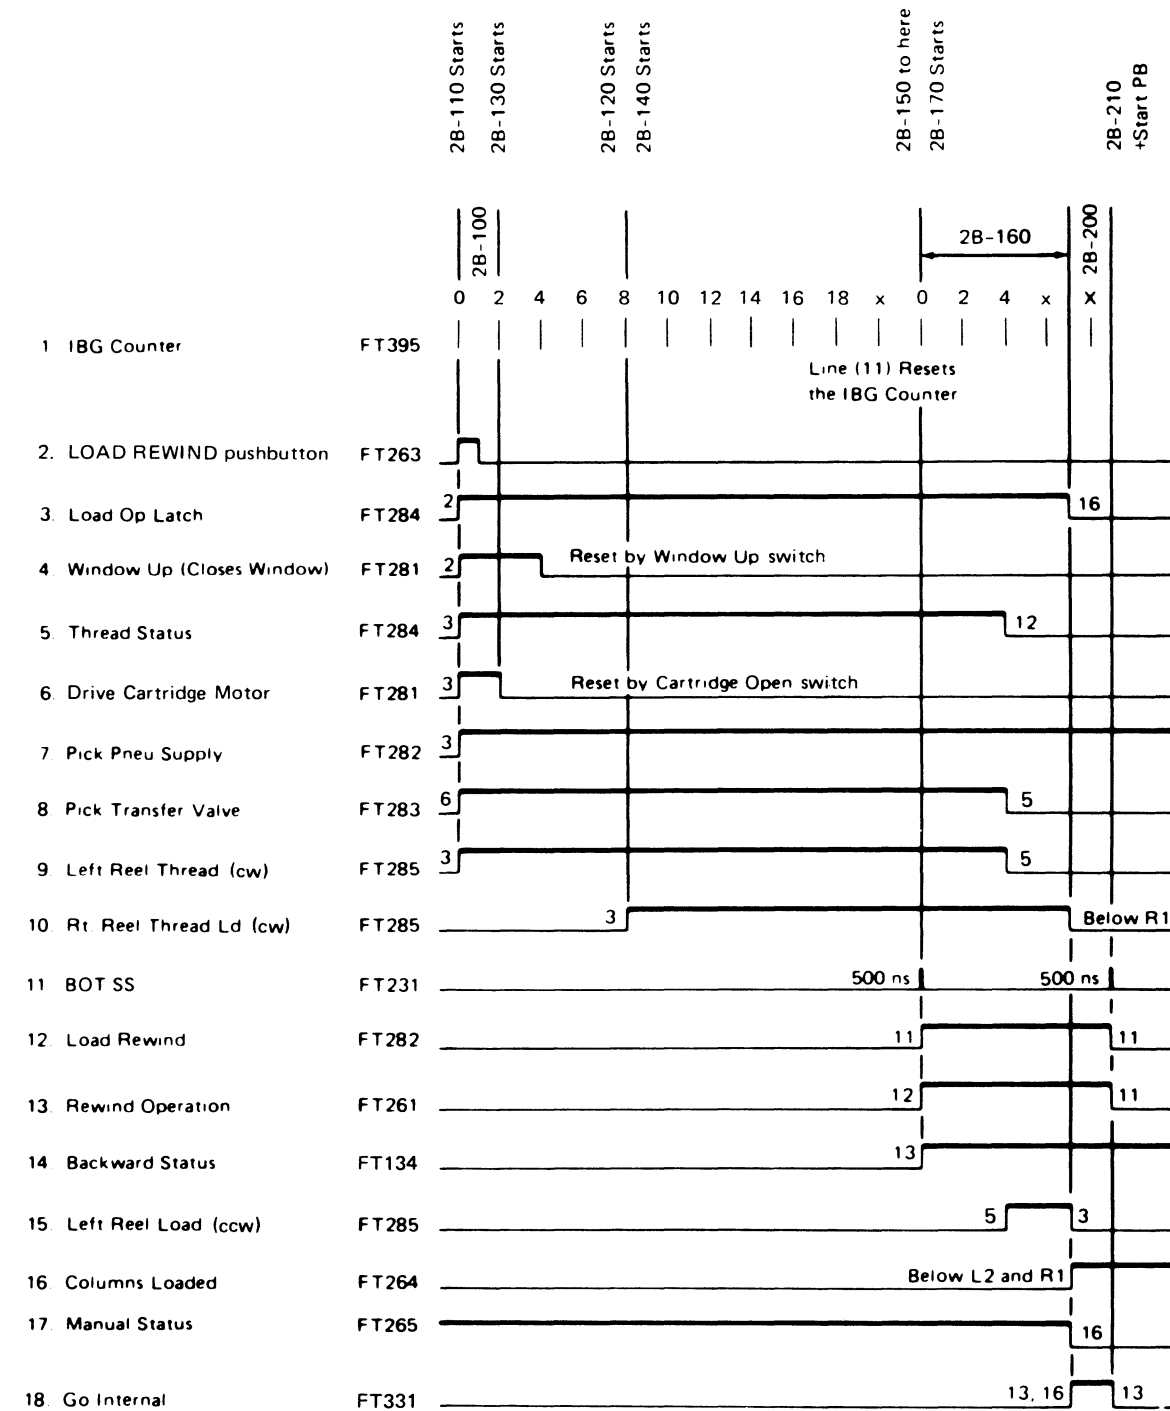 2B-110 Starts
2B-130 Starts
2B-120 Starts
2B-140 Starts
2B-150 to here
2B-170 Starts
2B-210
+Start PB
2B-100
2B-160
2B-200
0 2 4 6 8 10 12 14 16 18 x 0 2 4 x x
1 IBG Counter FT395
Line (11) Resets
the IBG Counter
2. LOAD REWIND pushbutton FT263
3. Load Op Latch FT284 2 16
4 Window Up (Closes Window) FT281 2 Reset by Window Up switch
5. Thread Status FT284 3 12
6. Drive Cartridge Motor FT281 3 Reset by Cartridge Open switch
7. Pick Pneu Supply FT282 3
8 Pick Transfer Valve FT283 6 5
9. Left Reel Thread (cw) FT285 3 5
10. Rt. Reel Thread Ld (cw) FT285 3 Below R1
11 BOT SS FT231 500 ns 500 ns
12. Load Rewind FT282 11 11
13. Rewind Operation FT261 12 11
14 Backward Status FT134 13
15. Left Reel Load (ccw) FT285 5 3
16. Columns Loaded FT264 Below L2 and R1
17. Manual Status FT265 16
18. Go Internal FT331 13, 16 13